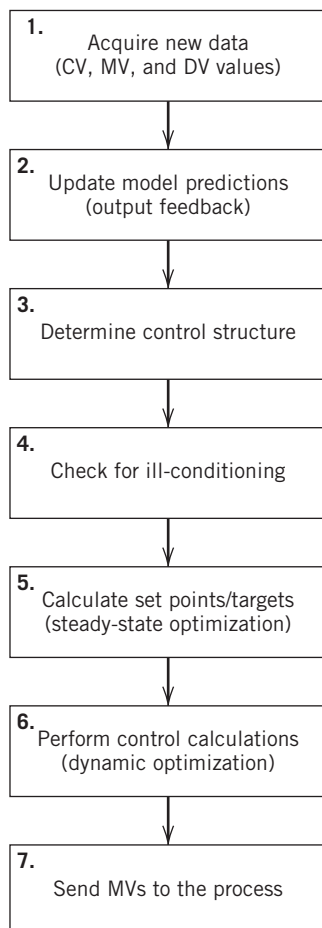 1.
Acquire new data
(CV, MV, and DV values)
2.
Update model predictions
(output feedback)
3.
Determine control structure
4.
Check for ill-conditioning
5.
Calculate set points/targets
(steady-state optimization)
6.
Perform control calculations
(dynamic optimization)
7.
Send MVs to the process